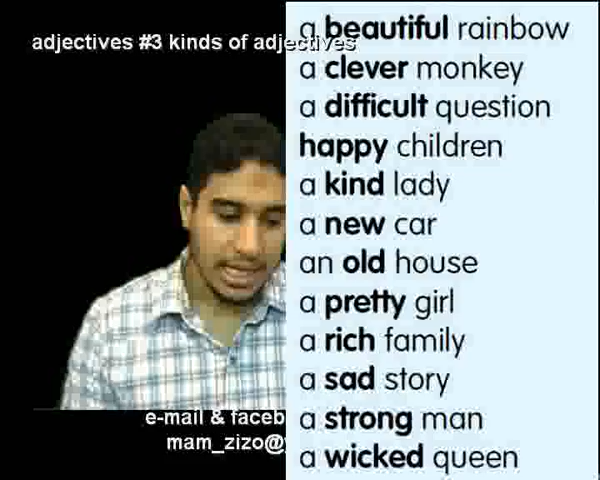 adjectives #3 kinds of adjectives
a beautiful rainbow
a clever monkey
a difficult question
happy children
a kind lady
a new car
an old house
a pretty girl
a rich family
a sad story
a strong man
a wicked queen
e-mail & faceb
mam_zizo@